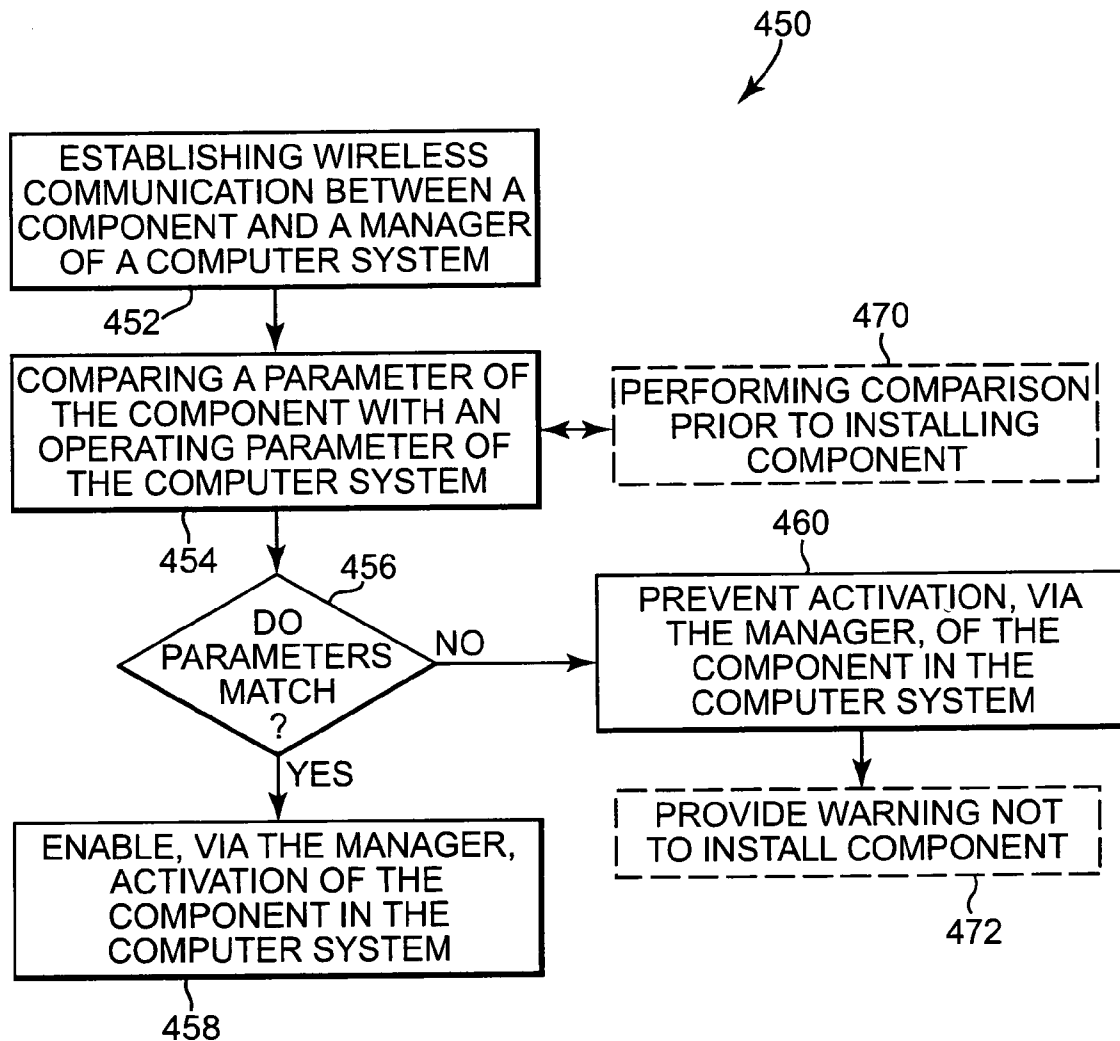 450
ESTABLISHING WIRELESS
COMMUNICATION BETWEEN A
COMPONENT AND A MANAGER
OF A COMPUTER SYSTEM
452
COMPARING A PARAMETER OF
THE COMPONENT WITH AN
OPERATING PARAMETER OF
THE COMPUTER SYSTEM
454
470
PERFORMING COMPARISON
PRIOR TO INSTALLING
COMPONENT
456
DO
PARAMETERS
MATCH
?
NO
YES
460
PREVENT ACTIVATION, VIA
THE MANAGER, OF THE
COMPONENT IN THE
COMPUTER SYSTEM
PROVIDE WARNING NOT
TO INSTALL COMPONENT
472
ENABLE, VIA THE MANAGER,
ACTIVATION OF THE
COMPONENT IN THE
COMPUTER SYSTEM
458